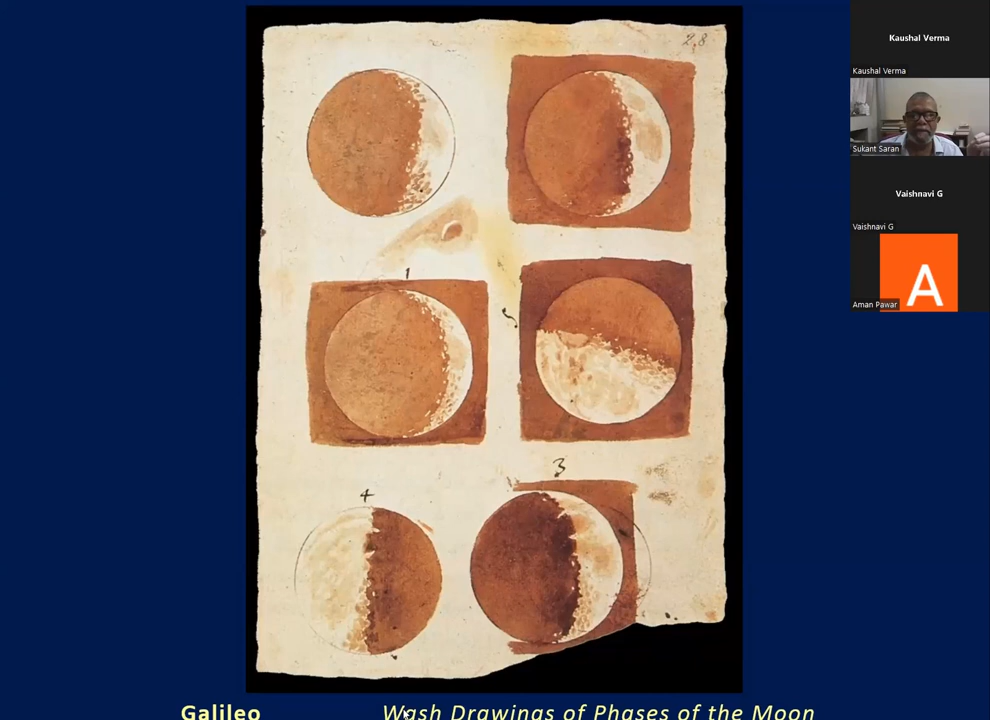 28
1
3
4
Galileo Wash Drawings of Phases of the Moon
Kaushal Verma
Kaushal Verma
Sukant Saran
Vaishnavi G
Vaishnavi G
A
Aman Pawar